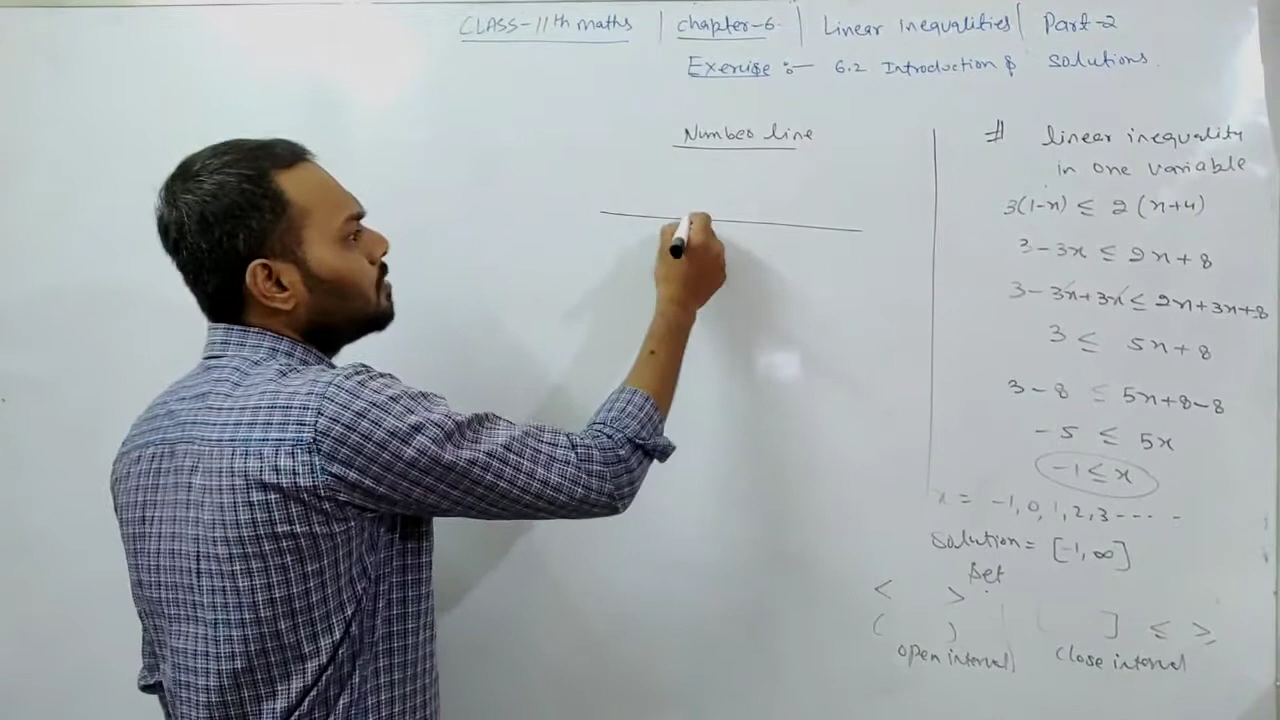 CLASS-11th maths | chapter-6 | Linear Inequalities | Part-2
Exercise :- 6.2 Introduction & solutions.
Number line
# linear inequality
in one variable
3(1-x) ≤ 2(x+4)
3-3x ≤ 2x+8
3-3x+3x ≤ 2x+3x+8
3 ≤ 5x+8
3-8 ≤ 5x+8-8
-5 ≤ 5x
-1 ≤ x
x = -1, 0, 1, 2, 3 - - - - -
Solution = [-1, ∞]
Set
< >
( ) ] ≤ ≥
open interval close interval